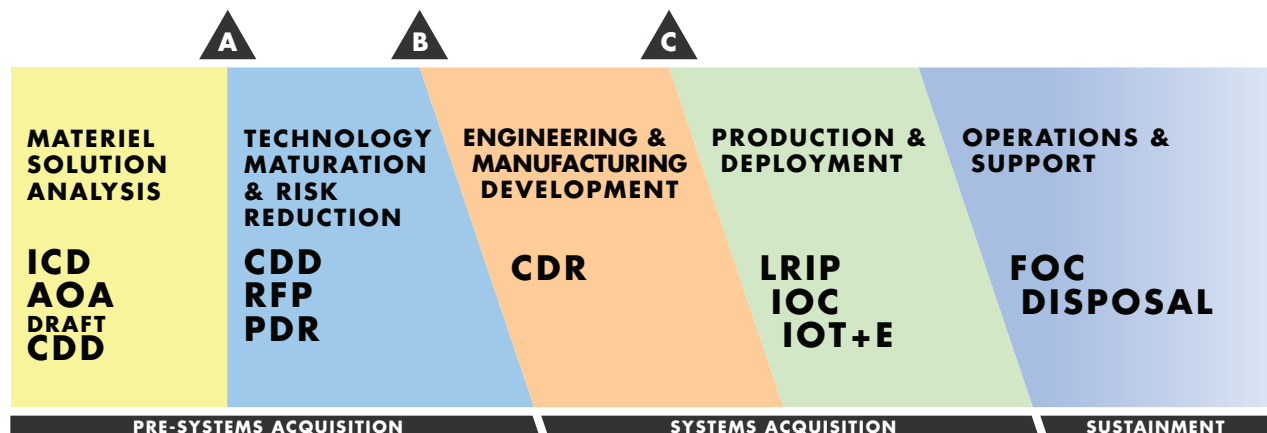 A
B
C
MATERIEL
SOLUTION
ANALYSIS
ICD
AOA
DRAFT
CDD
TECHNOLOGY
MATURATION
& RISK
REDUCTION
CDD
RFP
PDR
ENGINEERING &
MANUFACTURING
DEVELOPMENT
CDR
PRODUCTION &
DEPLOYMENT
LRIP
IOC
IOT+E
OPERATIONS &
SUPPORT
FOC
DISPOSAL
PRE-SYSTEMS ACQUISITION
SYSTEMS ACQUISITION
SUSTAINMENT